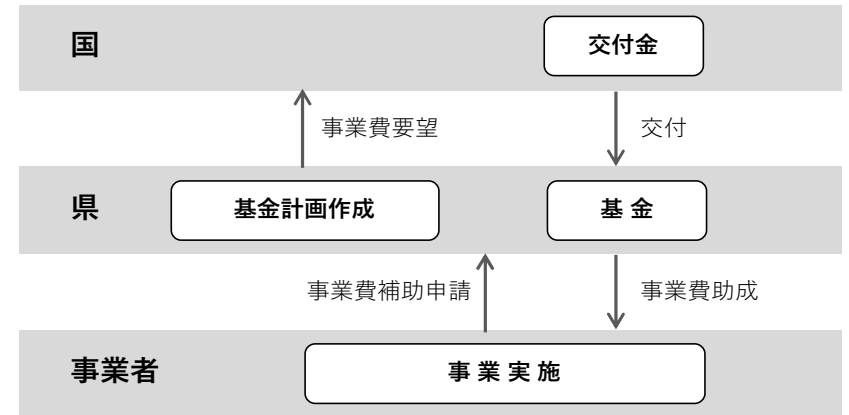 国
交付金
事業費要望
交付
県
基金計画作成
基 金
事業費補助申請
事業費助成
事業者
事 業 実 施